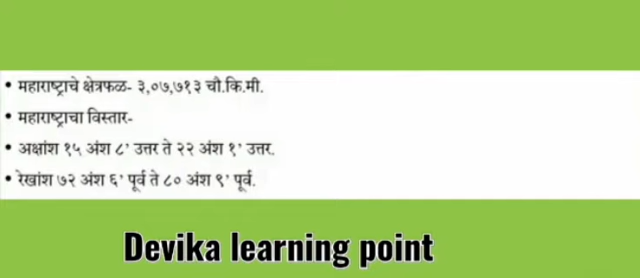 • महाराष्ट्राचे क्षेत्रफळ- ३,०७,७१३ चौ.कि.मी.
• महाराष्ट्राचा विस्तार-
• अक्षांश १५ अंश ८’ उत्तर ते २२ अंश १’ उत्तर.
• रेखांश ७२ अंश ६’ पूर्व ते ८० अंश ९’ पूर्व.
Devika learning point